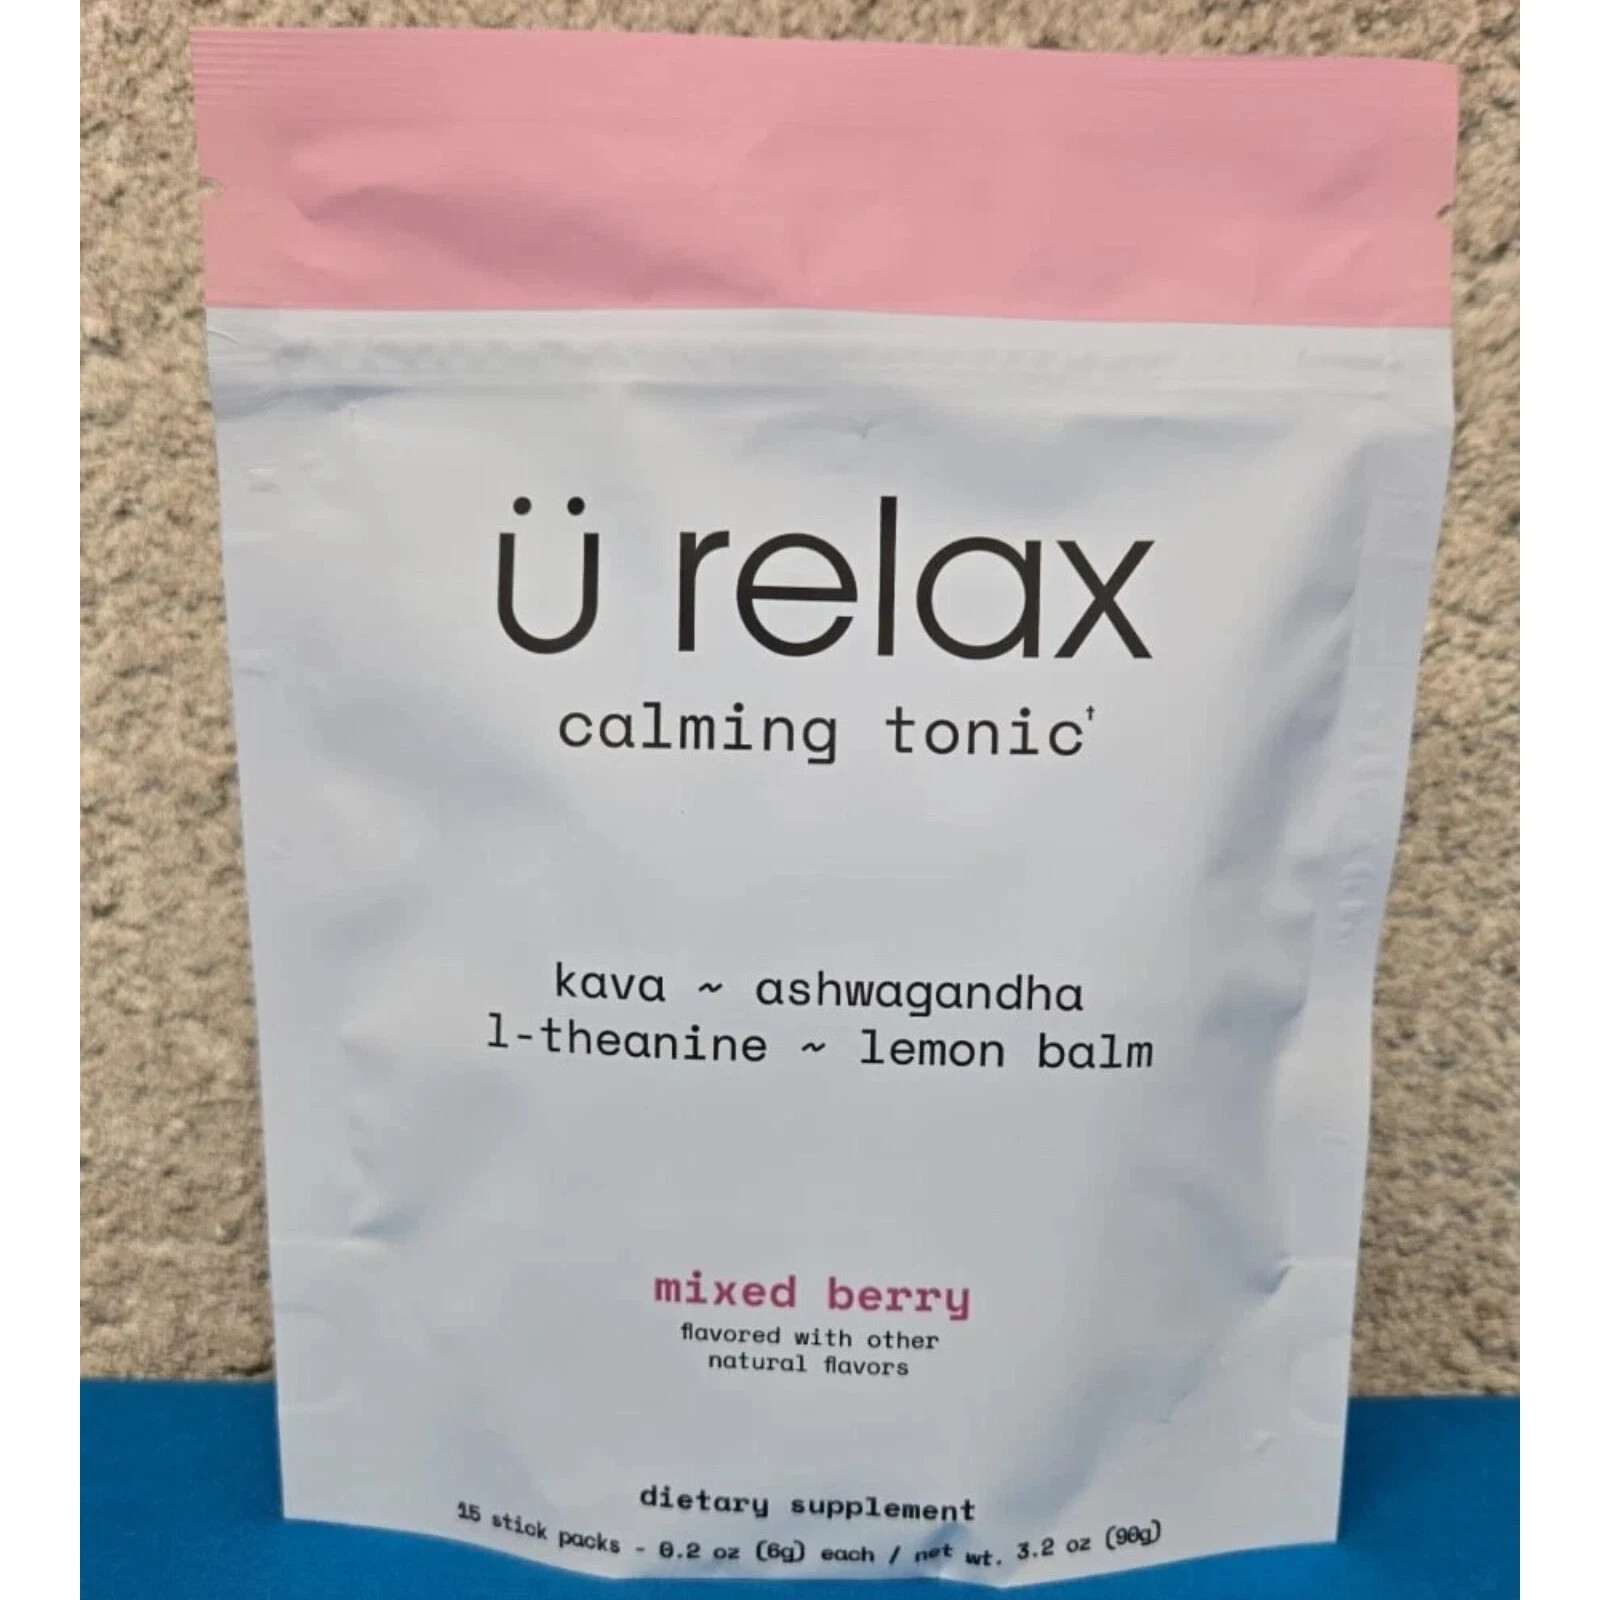 ü relax
calming tonic†
kava ~ ashwagandha
l-theanine ~ lemon balm
mixed berry
flavored with other
natural flavors
dietary supplement
15 stick packs - 0.2 oz (6g) each / net wt. 3.2 oz (90g)